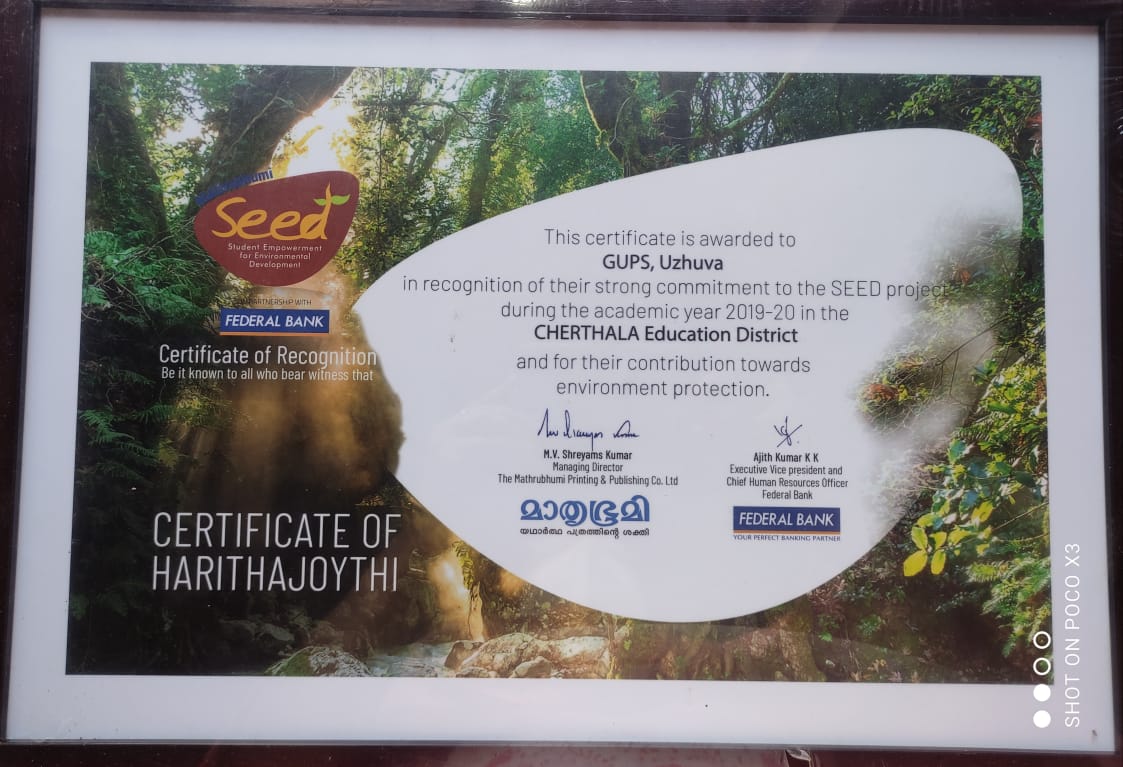 mathrubhumi
Seed
Student Empowerment
for Environmental
Development
IN PARTNERSHIP WITH
FEDERAL BANK
Certificate of Recognition
Be it known to all who bear witness that
CERTIFICATE OF
HARITHAJOYTHI
This certificate is awarded to
GUPS, Uzhuva
in recognition of their strong commitment to the SEED project
during the academic year 2019-20 in the
CHERTHALA Education District
and for their contribution towards
environment protection.
M.V. Shreyams Kumar
Managing Director
The Mathrubhumi Printing & Publishing Co. Ltd
മാതൃഭൂമി
യഥാർത്ഥ പത്രത്തിന്റെ ശക്തി
Ajith Kumar K K
Executive Vice president and
Chief Human Resources Officer
Federal Bank
FEDERAL BANK
YOUR PERFECT BANKING PARTNER
SHOT ON POCO X3